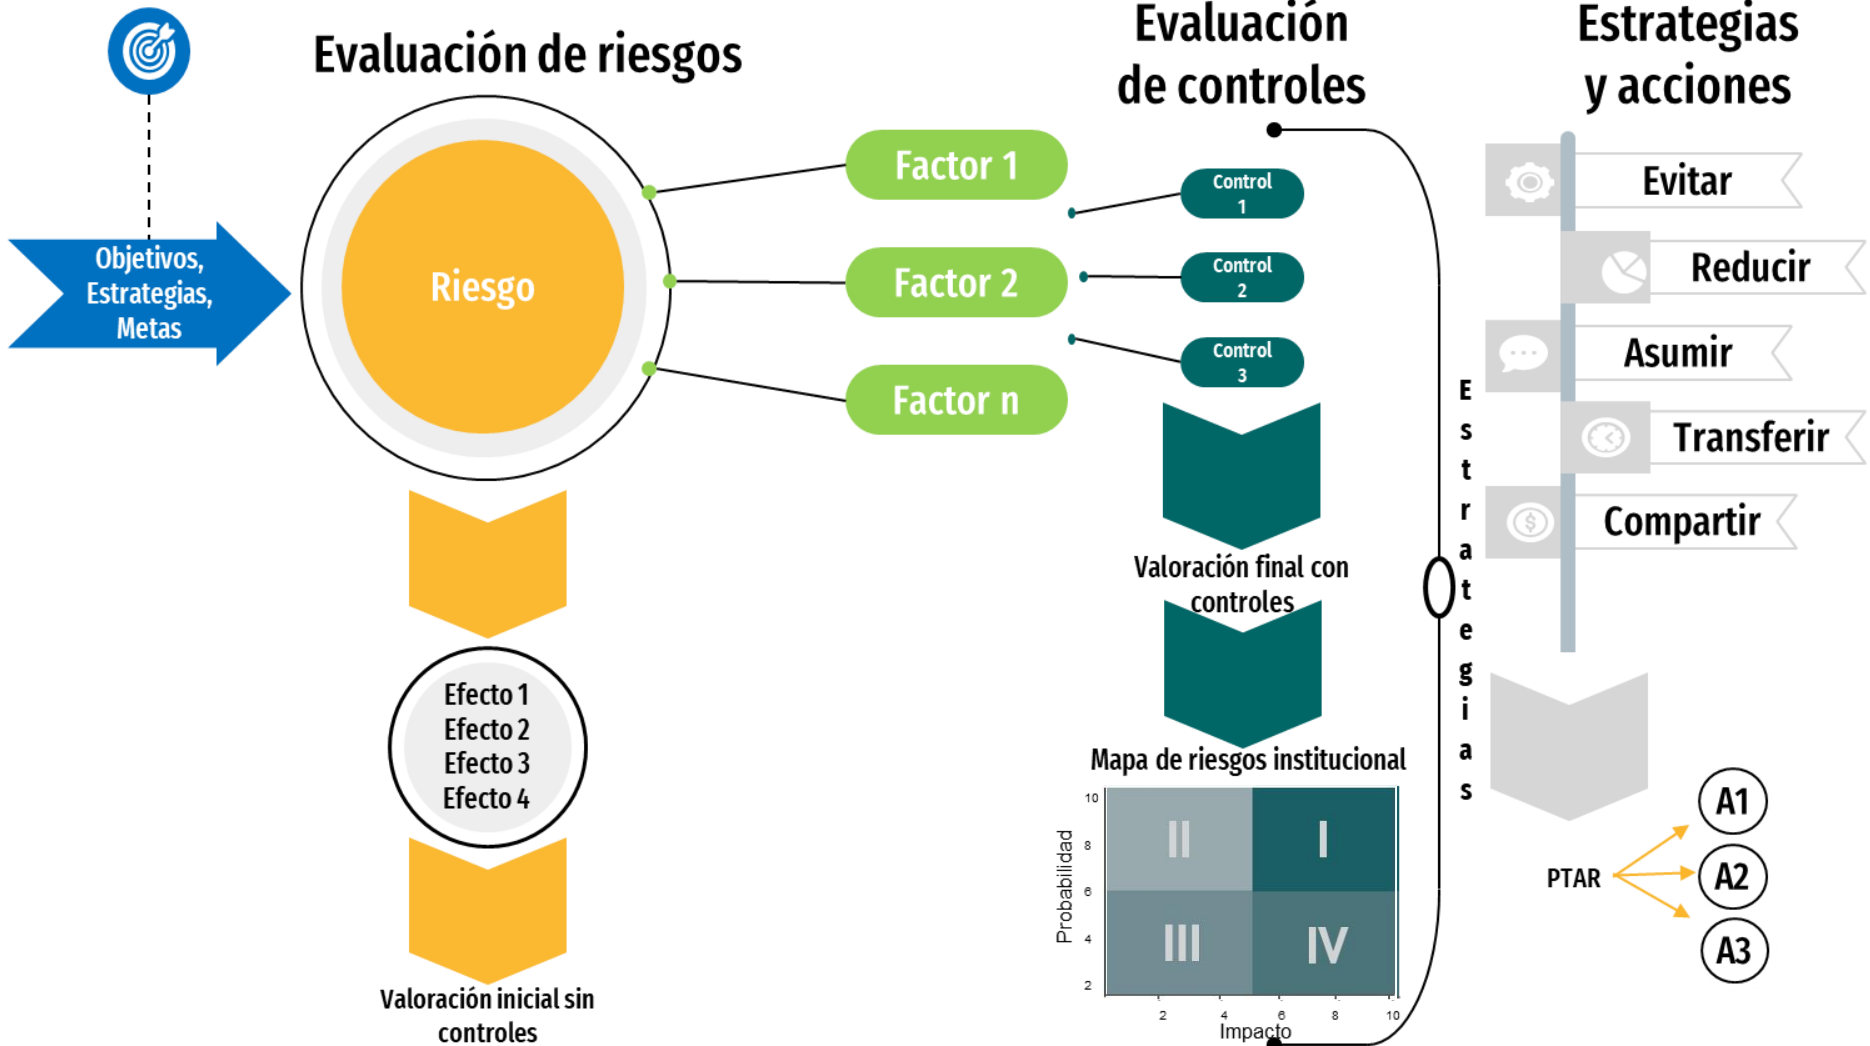 Evaluación de riesgos
Evaluación
de controles
Estrategias
y acciones
Objetivos,
Estrategias,
Metas
Riesgo
Factor 1
Factor 2
Factor n
Control
1
Control
2
Control
3
Evitar
Reducir
Asumir
Transferir
Compartir
Estrategias
Efecto 1
Efecto 2
Efecto 3
Efecto 4
Valoración inicial sin
controles
Valoración final con
controles
Mapa de riesgos institucional
Probabilidad
10
8
6
4
2
II
I
III
IV
2 4 6 8 10
Impacto
$
PTAR
A1
A2
A3